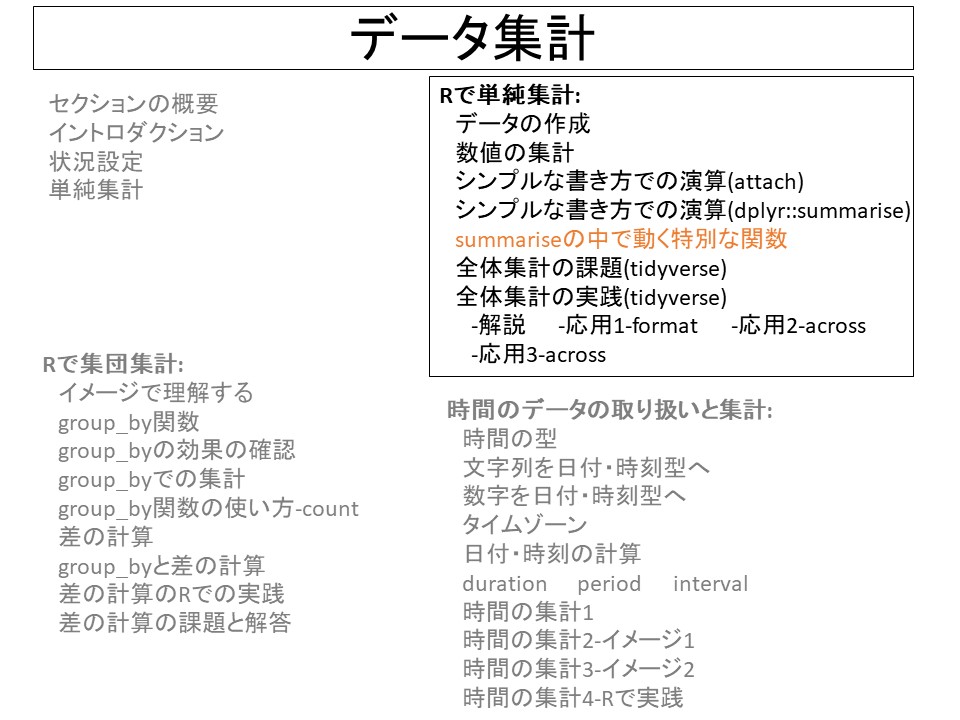 データ集計
セクションの概要
イントロダクション
状況設定
単純集計
Rで単純集計:
データの作成
数値の集計
シンプルな書き方での演算(attach)
シンプルな書き方での演算(dplyr::summarise)
summariseの中で動く特別な関数
全体集計の課題(tidyverse)
全体集計の実践(tidyverse)
-解説 -応用1-format -応用2-across
-応用3-across
Rで集団集計:
イメージで理解する
group_by関数
group_byの効果の確認
group_byでの集計
group_by関数の使い方-count
差の計算
group_byと差の計算
差の計算のRでの実践
差の計算の課題と解答
時間のデータの取り扱いと集計:
時間の型
文字列を日付・時刻型へ
数字を日付・時刻型へ
タイムゾーン
日付・時刻の計算
duration period interval
時間の集計1
時間の集計2-イメージ1
時間の集計3-イメージ2
時間の集計4-Rで実践